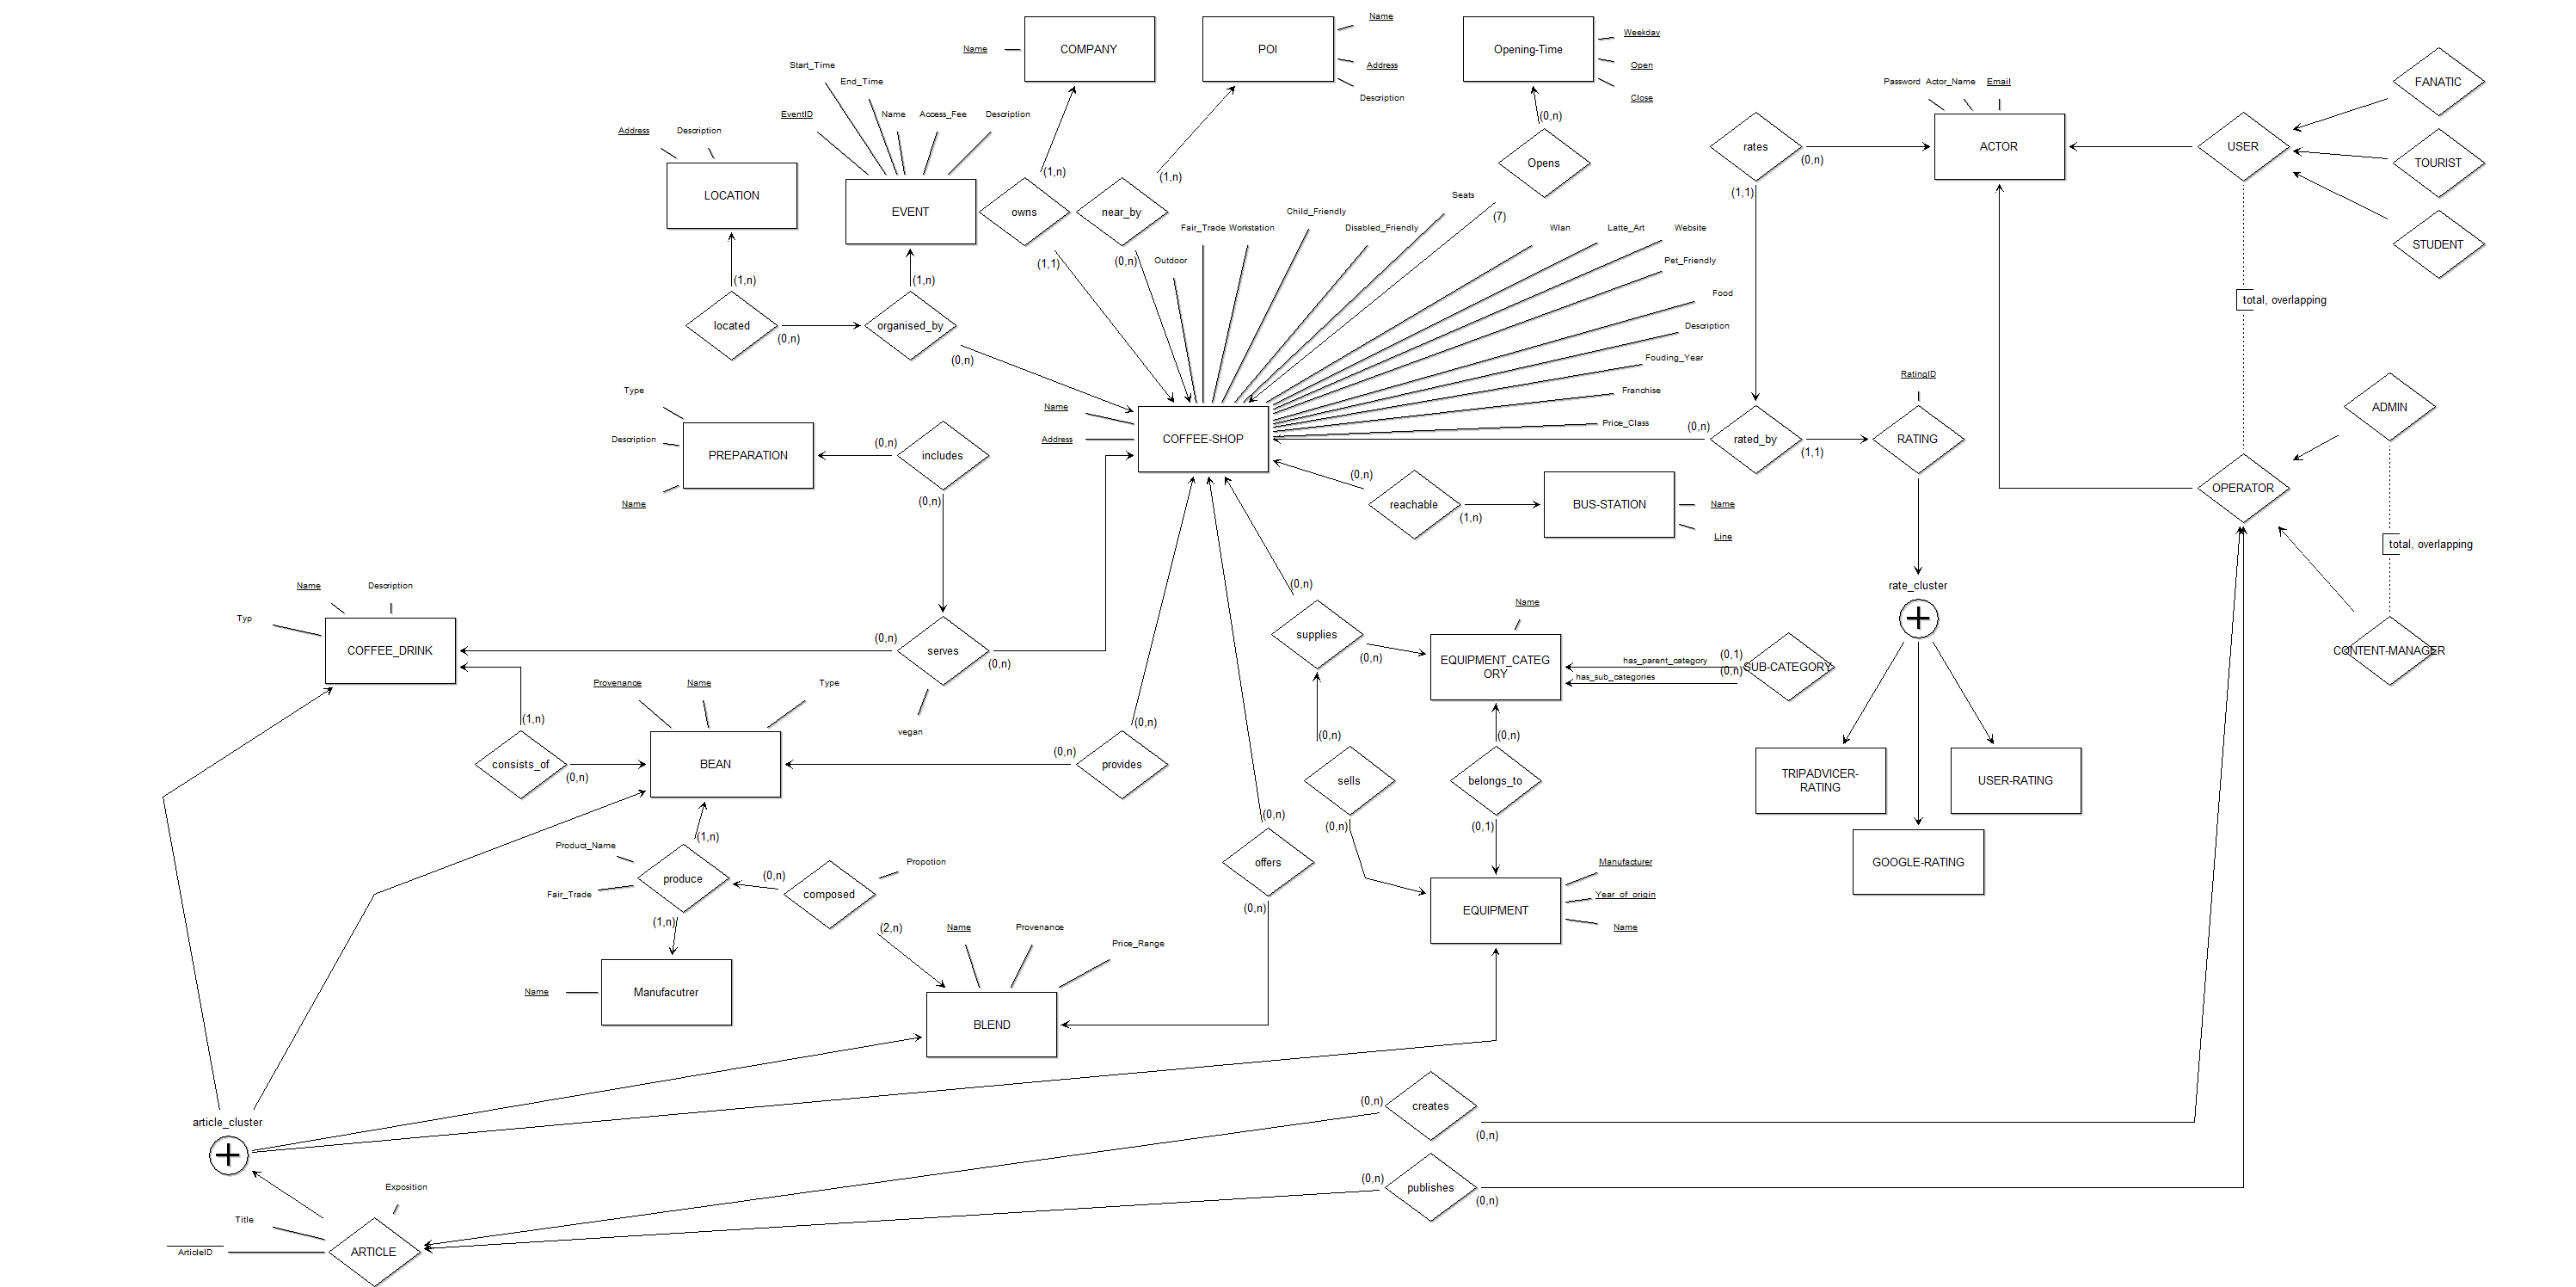 Name
COMPANY
POI
Name
Address
Description
Opening-Time
Weekday
Open
Close
Start_Time
End_Time
EventID
Name
Access_Fee
Description
EVENT
Address
Description
LOCATION
(1,n)
owns
(1,1)
(1,n)
near_by
(0,n)
(0,n)
Opens
(7)
(1,n)
located
(0,n)
(1,n)
organised_by
(0,n)
Outdoor
Fair_Trade
Workstation
Child_Friendly
Disabled_Friendly
Seats
Wlan
Latte_Art
Website
Pet_Friendly
Food
Description
Fouding_Year
Franchise
Price_Class
Name
Address
COFFEE-SHOP
rates
(0,n)
(1,1)
Password
Actor_Name
Email
ACTOR
USER
FANATIC
TOURIST
STUDENT
total, overlapping
ADMIN
OPERATOR
total, overlapping
CONTENT-MANAGER
(0,n)
rated_by
(1,1)
RatingID
RATING
rate_cluster
TRIPADVICER-
RATING
USER-RATING
GOOGLE-RATING
Type
Description
Name
PREPARATION
(0,n)
includes
(0,n)
(0,n)
reachable
(1,n)
BUS-STATION
Name
Line
Typ
Name
Description
COFFEE_DRINK
(0,n)
serves
(0,n)
vegan
(0,n)
supplies
(0,n)
Name
EQUIPMENT_CATEG
ORY
has_parent_category
has_sub_categories
(0,1)
(0,n)
SUB-CATEGORY
Provenance
Name
Type
BEAN
(1,n)
consists_of
(0,n)
(0,n)
(0,n)
provides
(0,n)
sells
(0,n)
(0,n)
belongs_to
(0,1)
Product_Name
Fair_Trade
(1,n)
produce
(1,n)
(0,n)
composed
Propotion
(2,n)
(0,n)
offers
(0,n)
Manufacturer
Year_of_origin
Name
EQUIPMENT
Name
Manufacutrer
Name
Provenance
Price_Range
BLEND
article_cluster
(0,n)
creates
(0,n)
(0,n)
publishes
(0,n)
Exposition
Title
ArticleID
ARTICLE